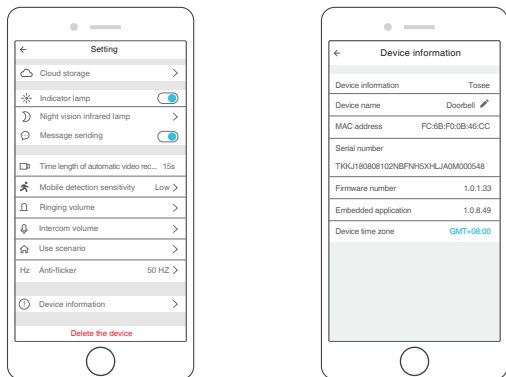 Setting
Cloud storage
Indicator lamp
Night vision infrared lamp
Message sending
Time length of automatic video rec... 15s
Mobile detection sensitivity Low
Ringing volume
Intercom volume
Use scenario
Hz Anti-flicker 50 HZ
Device information
Delete the device
Device information
Device information Tosee
Device name Doorbell
MAC address FC:6B:F0:0B:46:CC
Serial number
TKKJ180808102NBFNH5XHLJA0M000548
Firmware number 1.0.1.33
Embedded application 1.0.8.49
Device time zone GMT+08:00